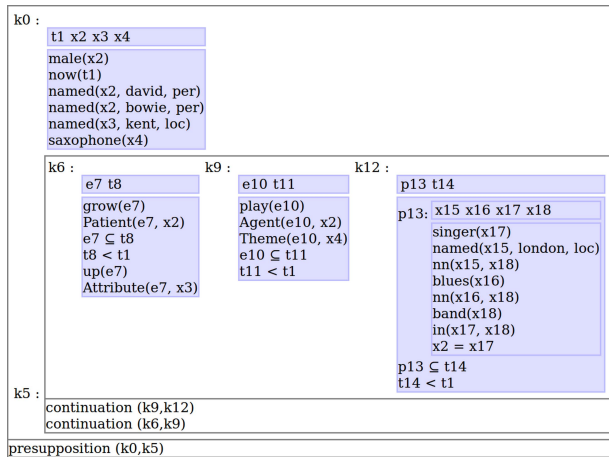 k0 :
t1 x2 x3 x4
male(x2)
now(t1)
named(x2, david, per)
named(x2, bowie, per)
named(x3, kent, loc)
saxophone(x4)
k6 :
e7 t8
grow(e7)
Patient(e7, x2)
e7 ⊆ t8
t8 < t1
up(e7)
Attribute(e7, x3)
k9 :
e10 t11
play(e10)
Agent(e10, x2)
Theme(e10, x4)
e10 ⊆ t11
t11 < t1
k12 :
p13 t14
p13:
x15 x16 x17 x18
singer(x17)
named(x15, london, loc)
nn(x15, x18)
blues(x16)
nn(x16, x18)
band(x18)
in(x17, x18)
x2 = x17
p13 ⊆ t14
t14 < t1
k5 :
continuation (k9,k12)
continuation (k6,k9)
presupposition (k0,k5)